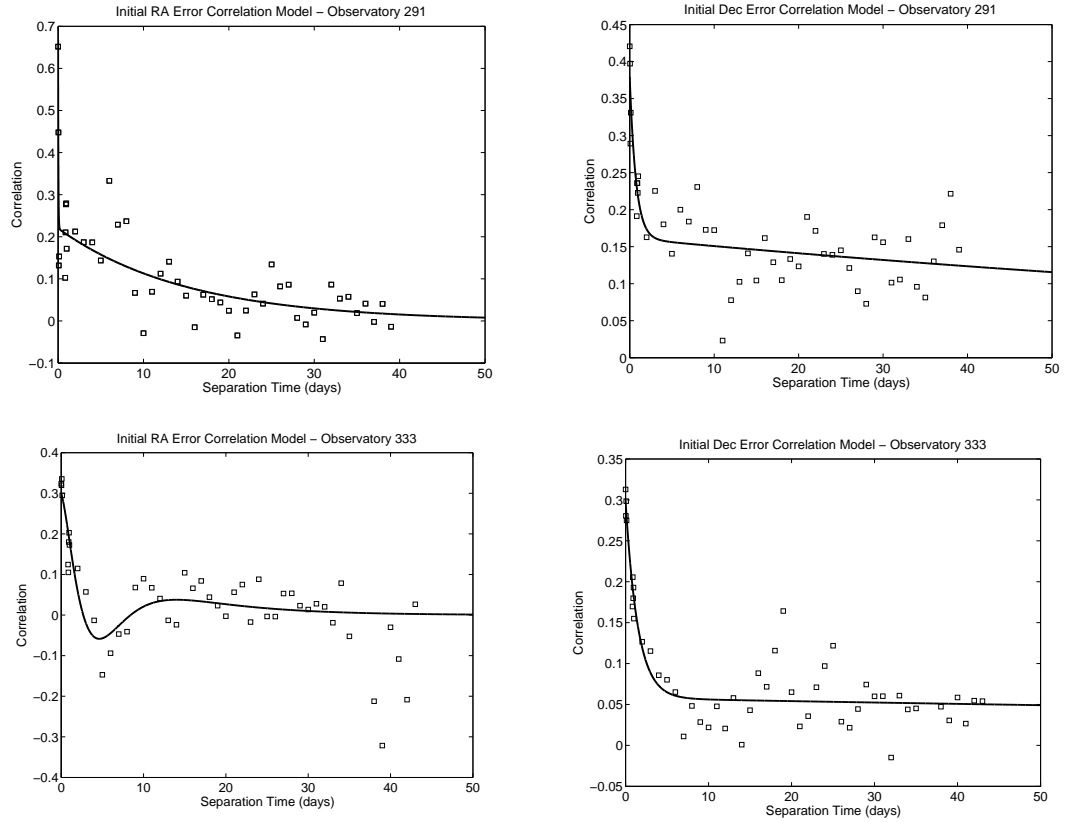 Initial RA Error Correlation Model – Observatory 291
0.7
0.6
0.5
0.4
0.3
0.2
0.1
0
−0.1
Correlation
0 10 20 30 40 50
Separation Time (days)
Initial Dec Error Correlation Model – Observatory 291
0.45
0.4
0.35
0.3
0.25
0.2
0.15
0.1
0.05
0
Correlation
0 10 20 30 40 50
Separation Time (days)
Initial RA Error Correlation Model – Observatory 333
0.4
0.3
0.2
0.1
0
−0.1
−0.2
−0.3
−0.4
Correlation
0 10 20 30 40 50
Separation Time (days)
Initial Dec Error Correlation Model – Observatory 333
0.35
0.3
0.25
0.2
0.15
0.1
0.05
0
−0.05
Correlation
0 10 20 30 40 50
Separation Time (days)